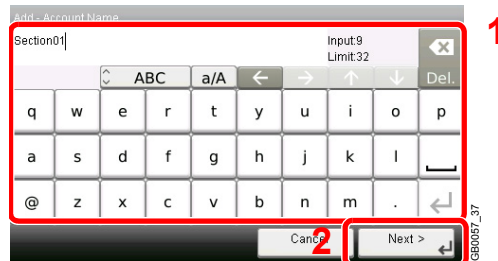 Add - Account Name
Section01
Input:9
Limit:32
ABC a/A ← → ↑ ↓ Del.
q w e r t y u i o p
a s d f g h j k l
@ z x c v b n m .
Cancel Next >
1
2
GB0057_37